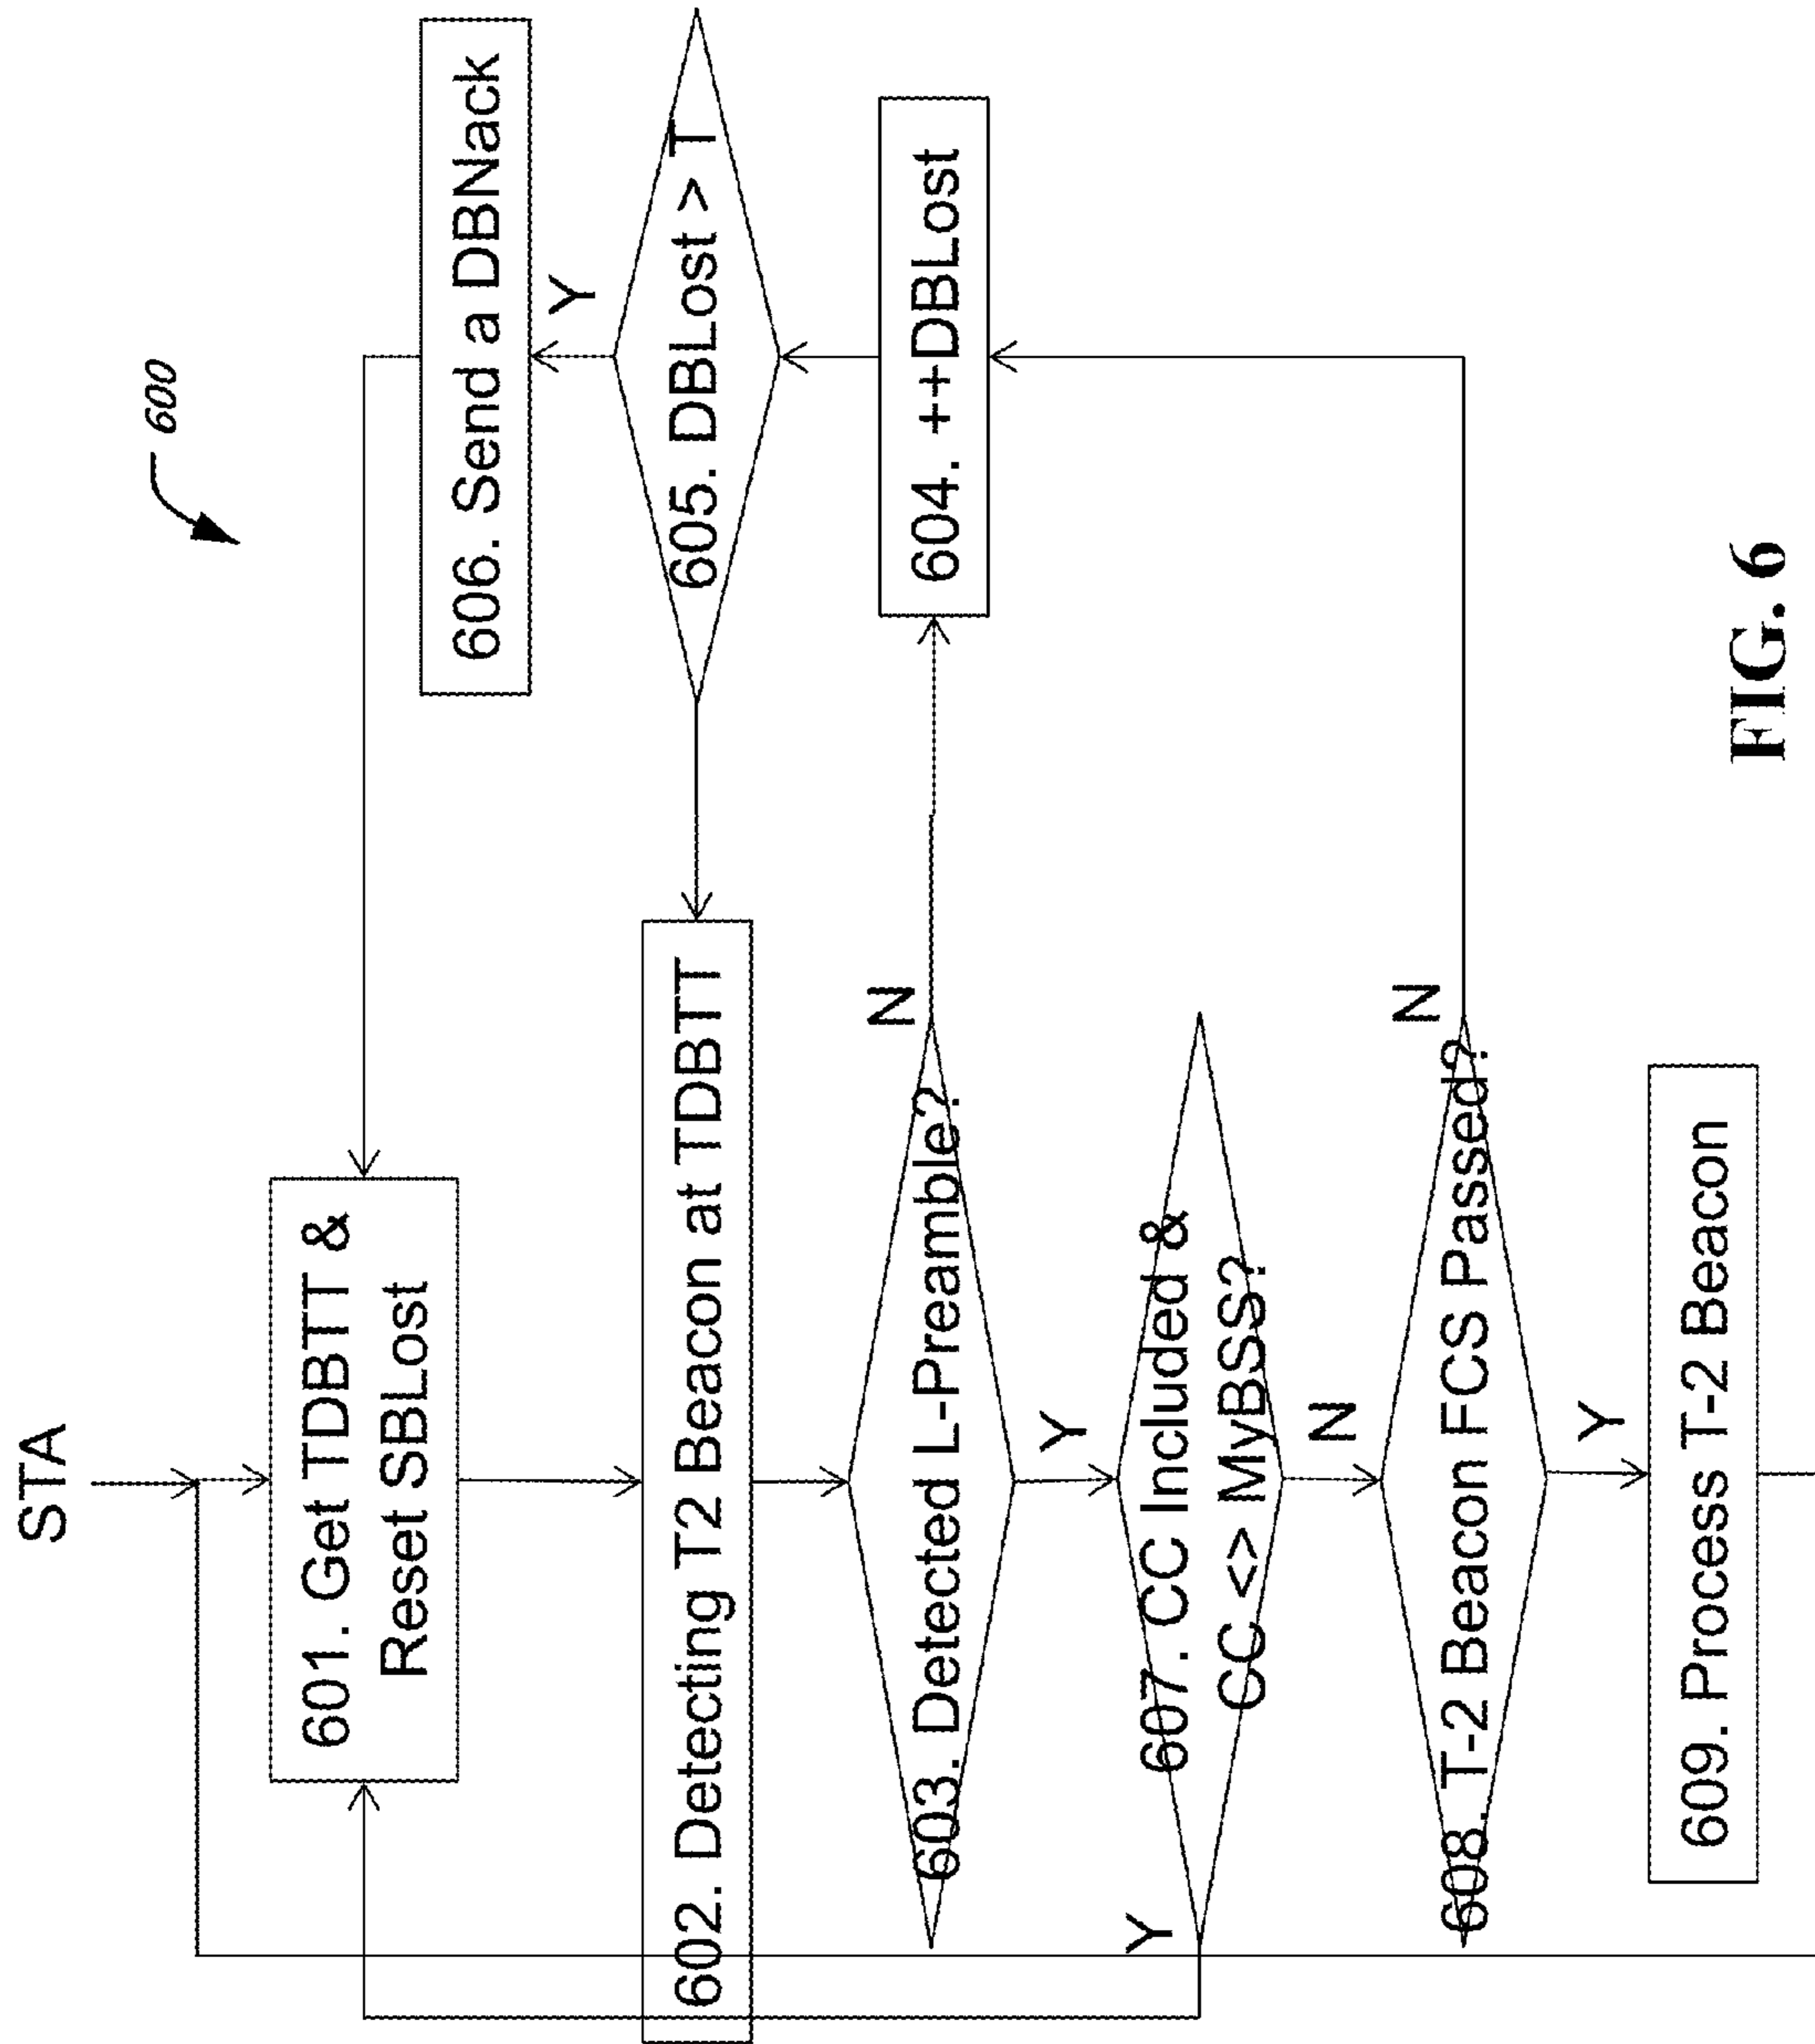 STA
600
601. Get TDBTT &
Reset SBLost
606. Send a DBNack
Y
602. Detecting T2 Beacon at TDBTT
605. DBLost > T
603. Detected L-Preamble?
N
604. ++DBLost
Y
Y
607. CC Included &
CC <> MyBSS?
N
608. T-2 Beacon FCS Passed?
N
Y
609. Process T-2 Beacon
FIG. 6